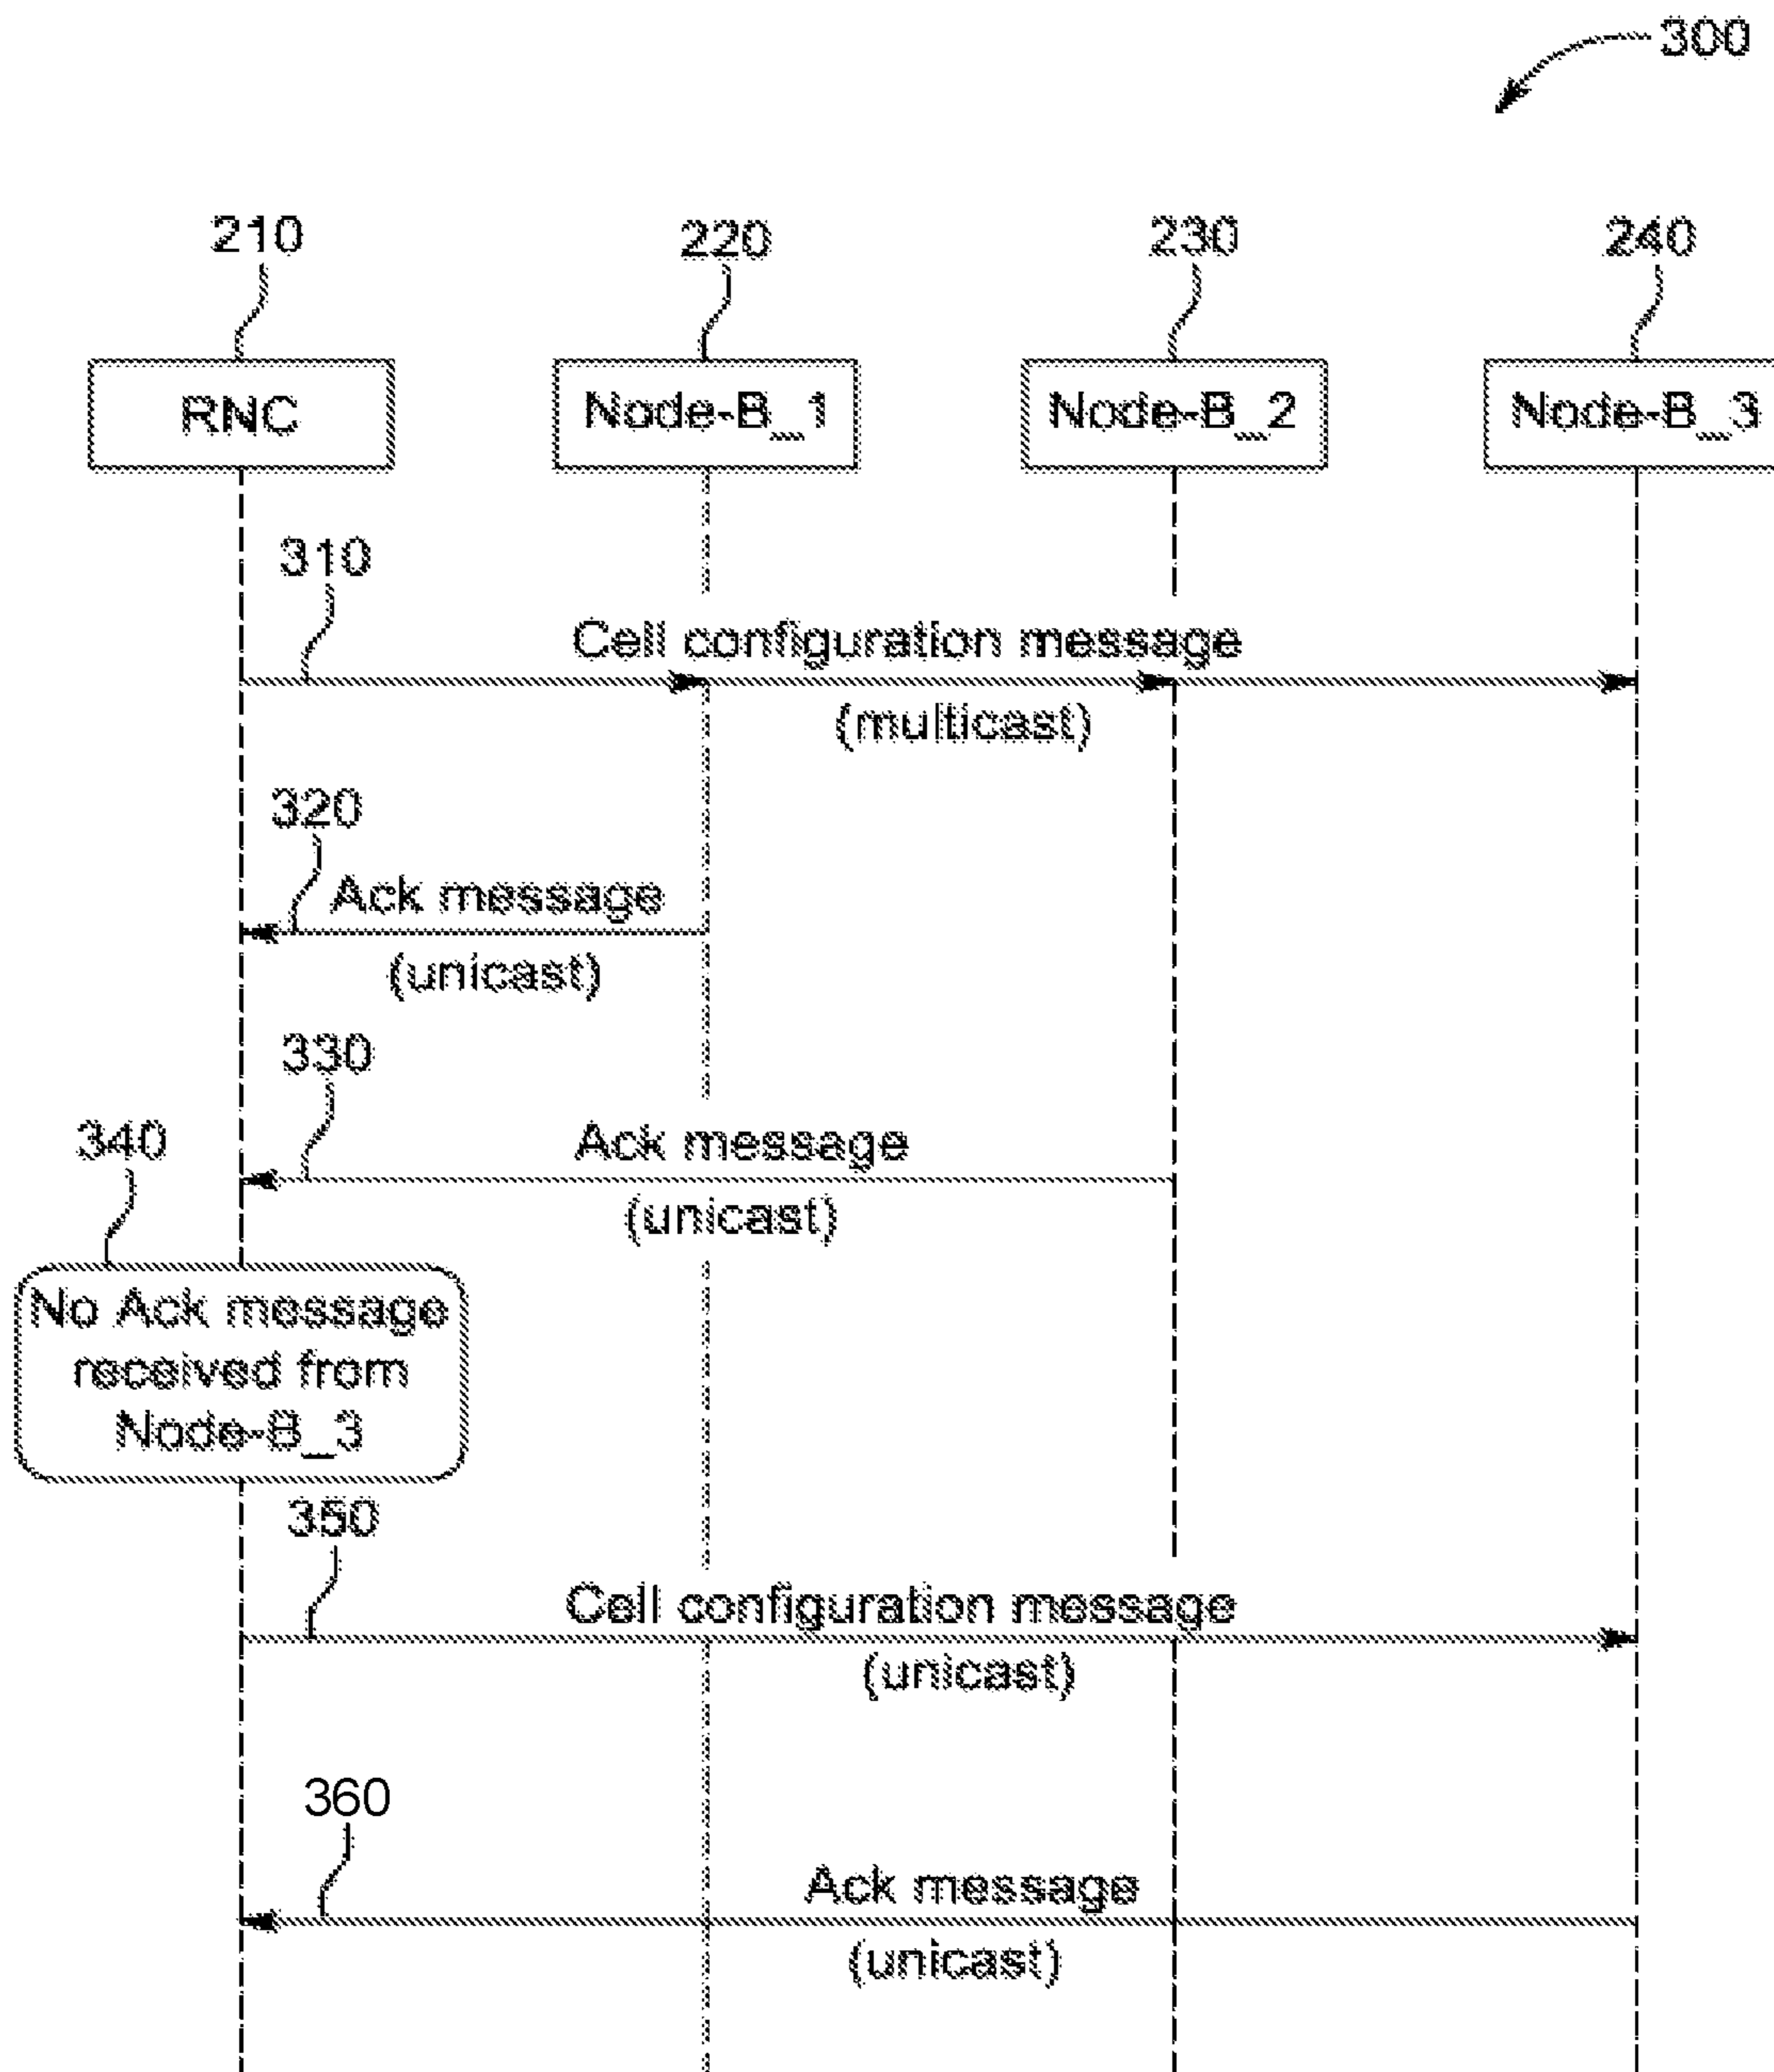 300
210
220
230
240
RNC
Node-B_1
Node-B_2
Node-B_3
310
Cell configuration message
(multicast)
320
Ack message
(unicast)
330
Ack message
(unicast)
340
No Ack message
received from
Node-B_3
350
Cell configuration message
(unicast)
360
Ack message
(unicast)